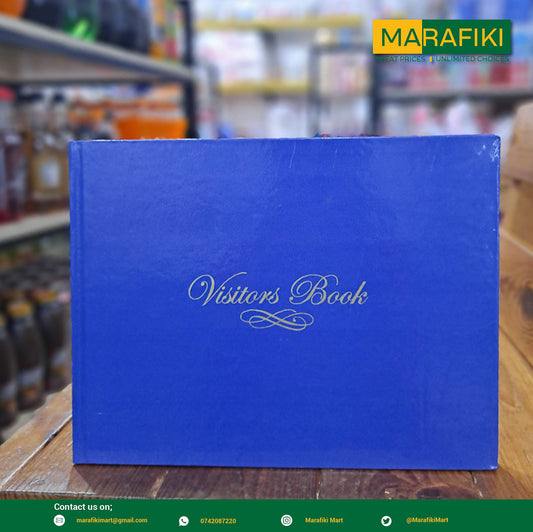 MARAFIKI
GREAT PRICES UNLIMITED CHOICES
Visitors Book
Contact us on;
marafikimart@gmail.com
0742087220
Marafiki Mart
@MarafikiMart